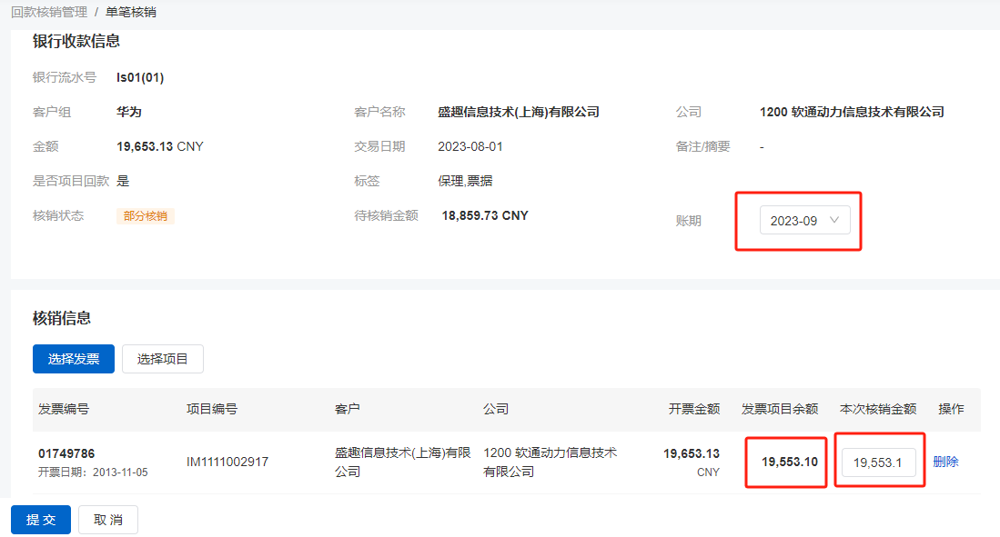 回款核销管理 / 单笔核销
银行收款信息
银行流水号 ls01(01)
客户组 华为 客户名称 盛趣信息技术(上海)有限公司 公司 1200 软通动力信息技术有限公司
金额 19,653.13 CNY 交易日期 2023-08-01 备注/摘要 -
是否项目回款 是 标签 保理,票据
核销状态 部分核销 待核销金额 18,859.73 CNY 账期 2023-09
核销信息
选择发票 选择项目
发票编号 项目编号 客户 公司 开票金额 发票项目余额 本次核销金额 操作
01749786 IM1111002917 盛趣信息技术(上海)有限 1200 软通动力信息技术 19,653.13 19,553.10 19,553.1 删除
开票日期：2013-11-05 公司 有限公司 CNY
提 交 取 消